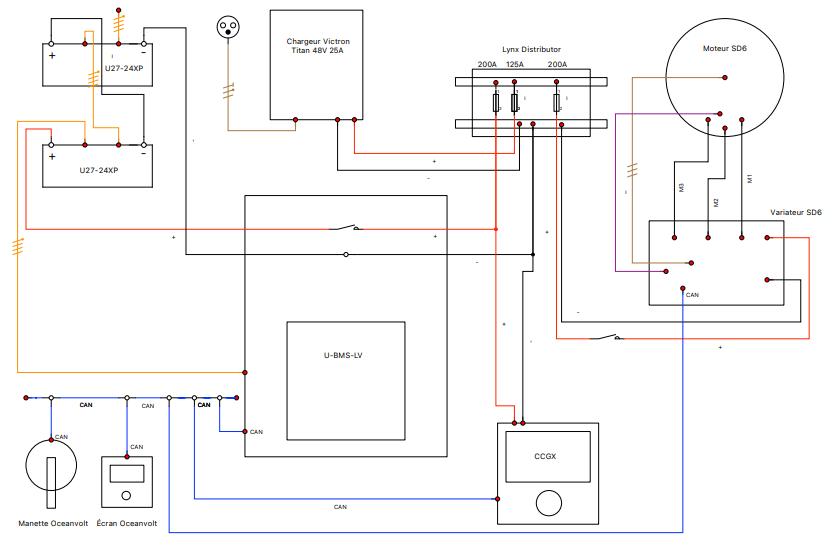 Chargeur Victron
Titan 48V 25A
Lynx Distributor
200A 125A 200A
Moteur SD6
U27-24XP
+ -
U27-24XP
+ -
+
-
M3
M2
M1
Variateur SD6
+
+
+
-
-
CAN
+
+
U-BMS-LV
CAN
CAN
CAN
CAN
CAN
CAN
CCGX
CAN
Manette Oceanvolt
Écran Oceanvolt